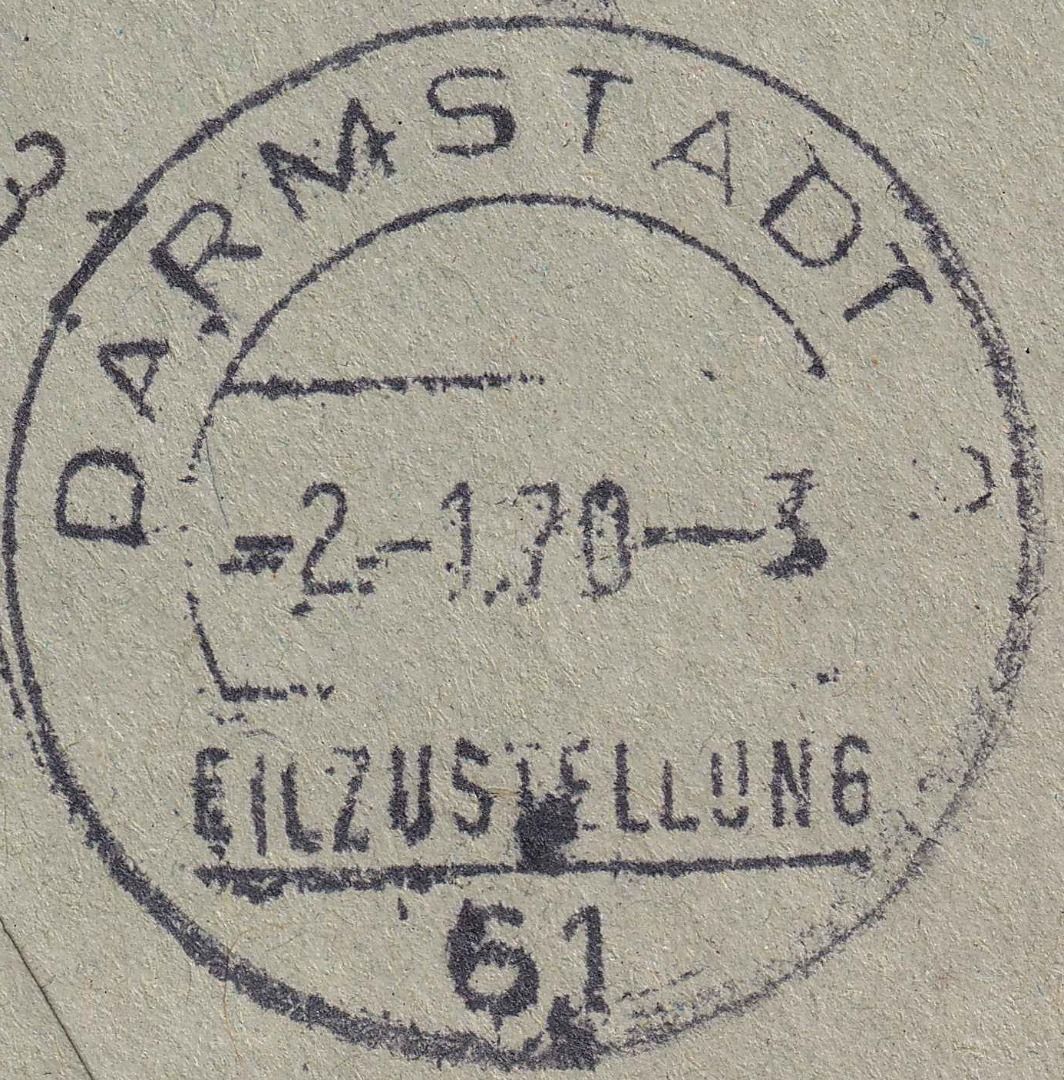 DARMSTADT
-2.-1.70-3
EILZUSTELLUNG
61